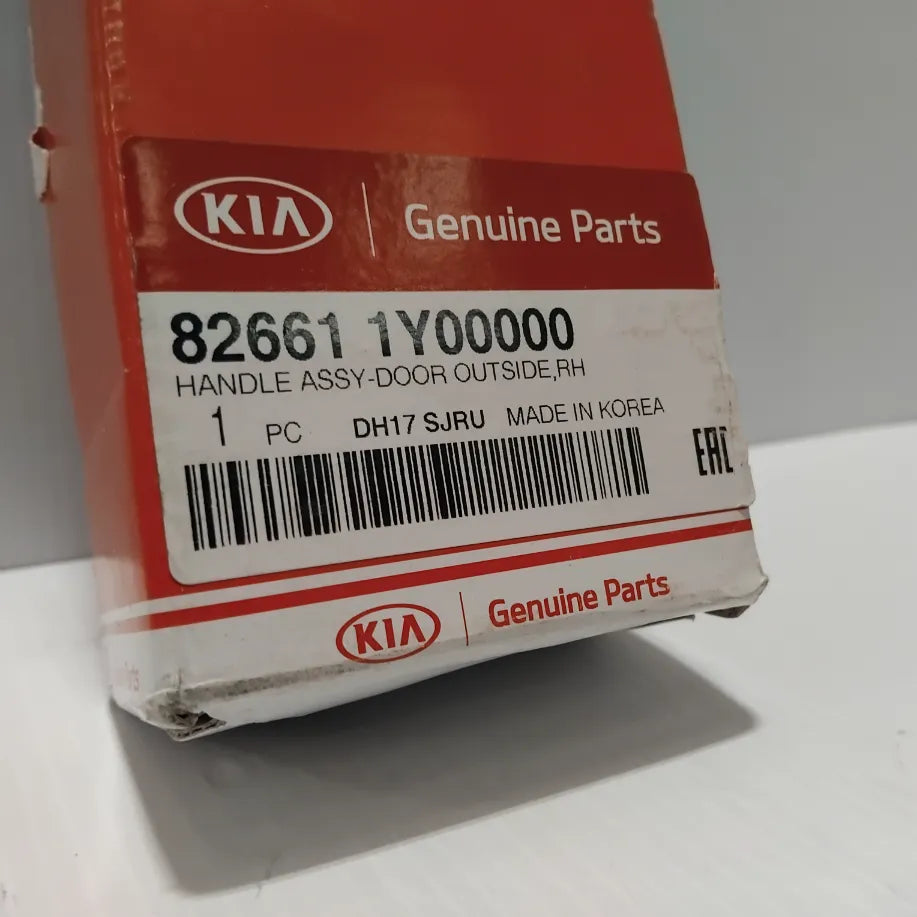 KIA Genuine Parts
82661 1Y00000
HANDLE ASSY-DOOR OUTSIDE,RH
1 PC DH17 SJRU MADE IN KOREA
EAC
KIA Genuine Parts